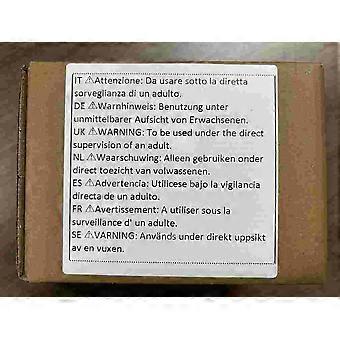 IT ⚠Attenzione: Da usare sotto la diretta
sorveglianza di un adulto.
DE ⚠Warnhinweis: Benutzung unter
unmittelbarer Aufsicht von Erwachsenen.
UK ⚠WARNING: To be used under the direct
supervision of an adult.
NL ⚠Waarschuwing: Alleen gebruiken onder
direct toezicht van volwassenen.
ES ⚠Advertencia: Utilicese bajo la vigilancia
directa de un adulto.
FR ⚠Avertissement: A utiliser sous la
surveillance d' un adulte.
SE ⚠VARNING: Används under direkt uppsikt
av en vuxen.